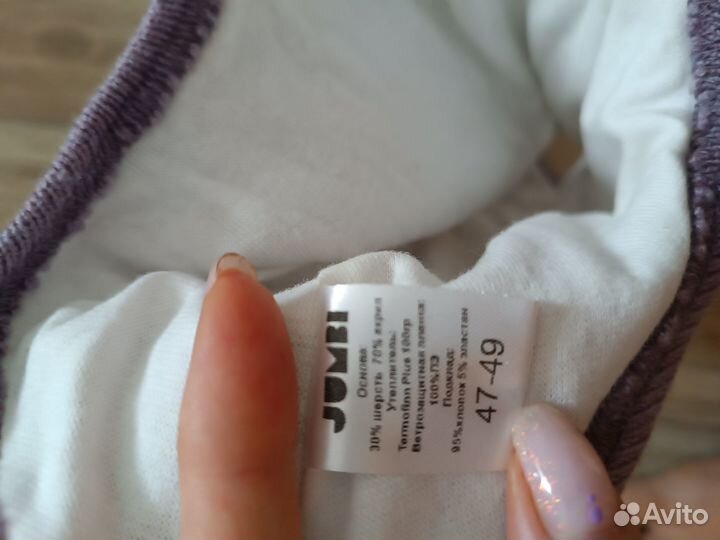 JUMBI
Основа:
30% шерсть 70% акрил
Утеплитель:
Termofinn Plus 100гр
Ветрозащитная пленка:
100%ПЭ
Подклад:
95%хлопок 5% эластан
47-49
Avito